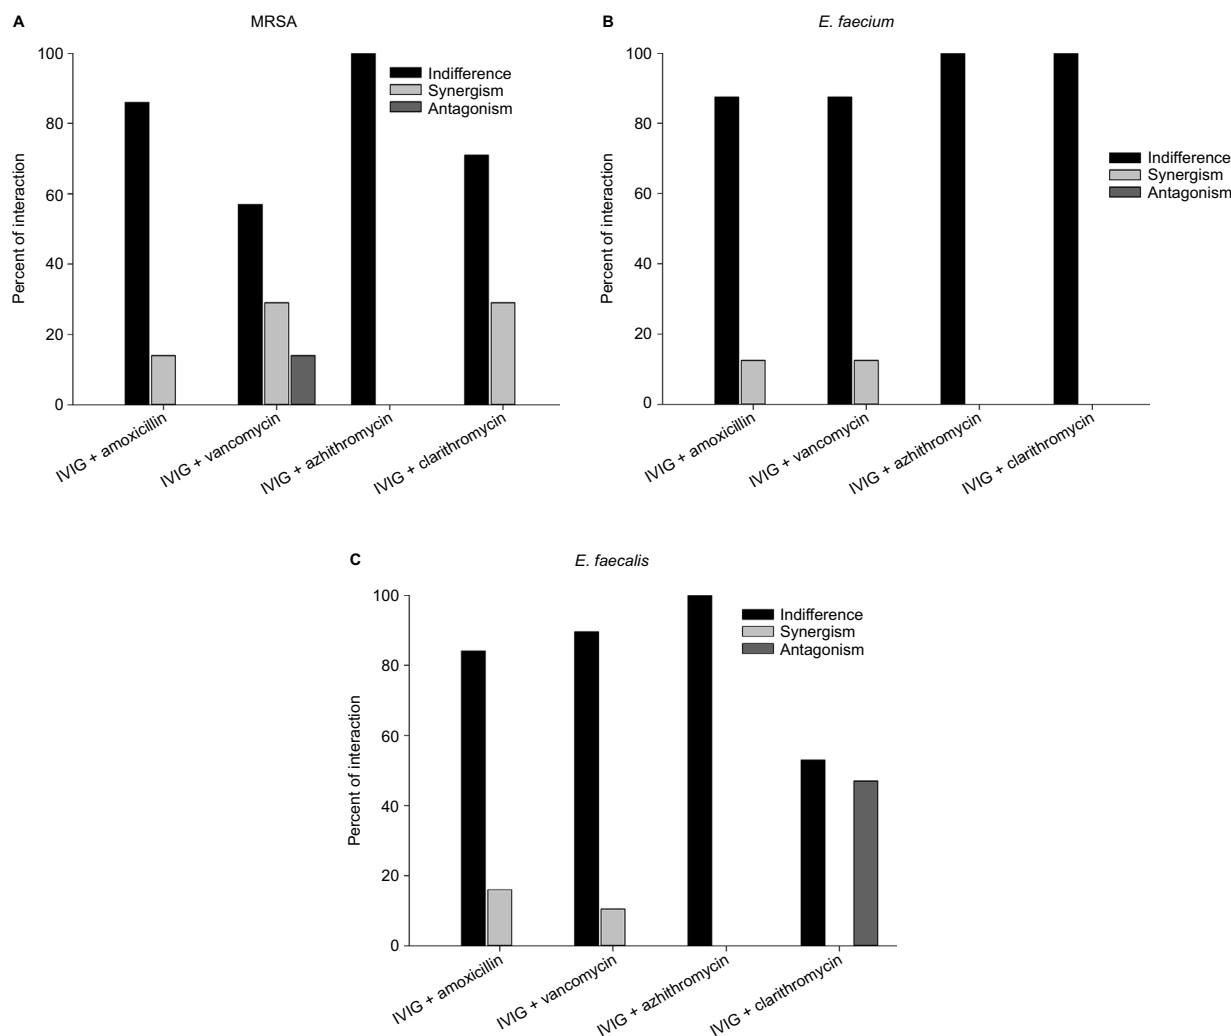 A
MRSA
100
80
60
40
20
0
Percent of interaction
Indifference
Synergism
Antagonism
IVIG + amoxicillin
IVIG + vancomycin
IVIG + azhithromycin
IVIG + clarithromycin
B
E. faecium
100
80
60
40
20
0
Percent of interaction
Indifference
Synergism
Antagonism
IVIG + amoxicillin
IVIG + vancomycin
IVIG + azhithromycin
IVIG + clarithromycin
C
E. faecalis
100
80
60
40
20
0
Percent of interaction
Indifference
Synergism
Antagonism
IVIG + amoxicillin
IVIG + vancomycin
IVIG + azhithromycin
IVIG + clarithromycin